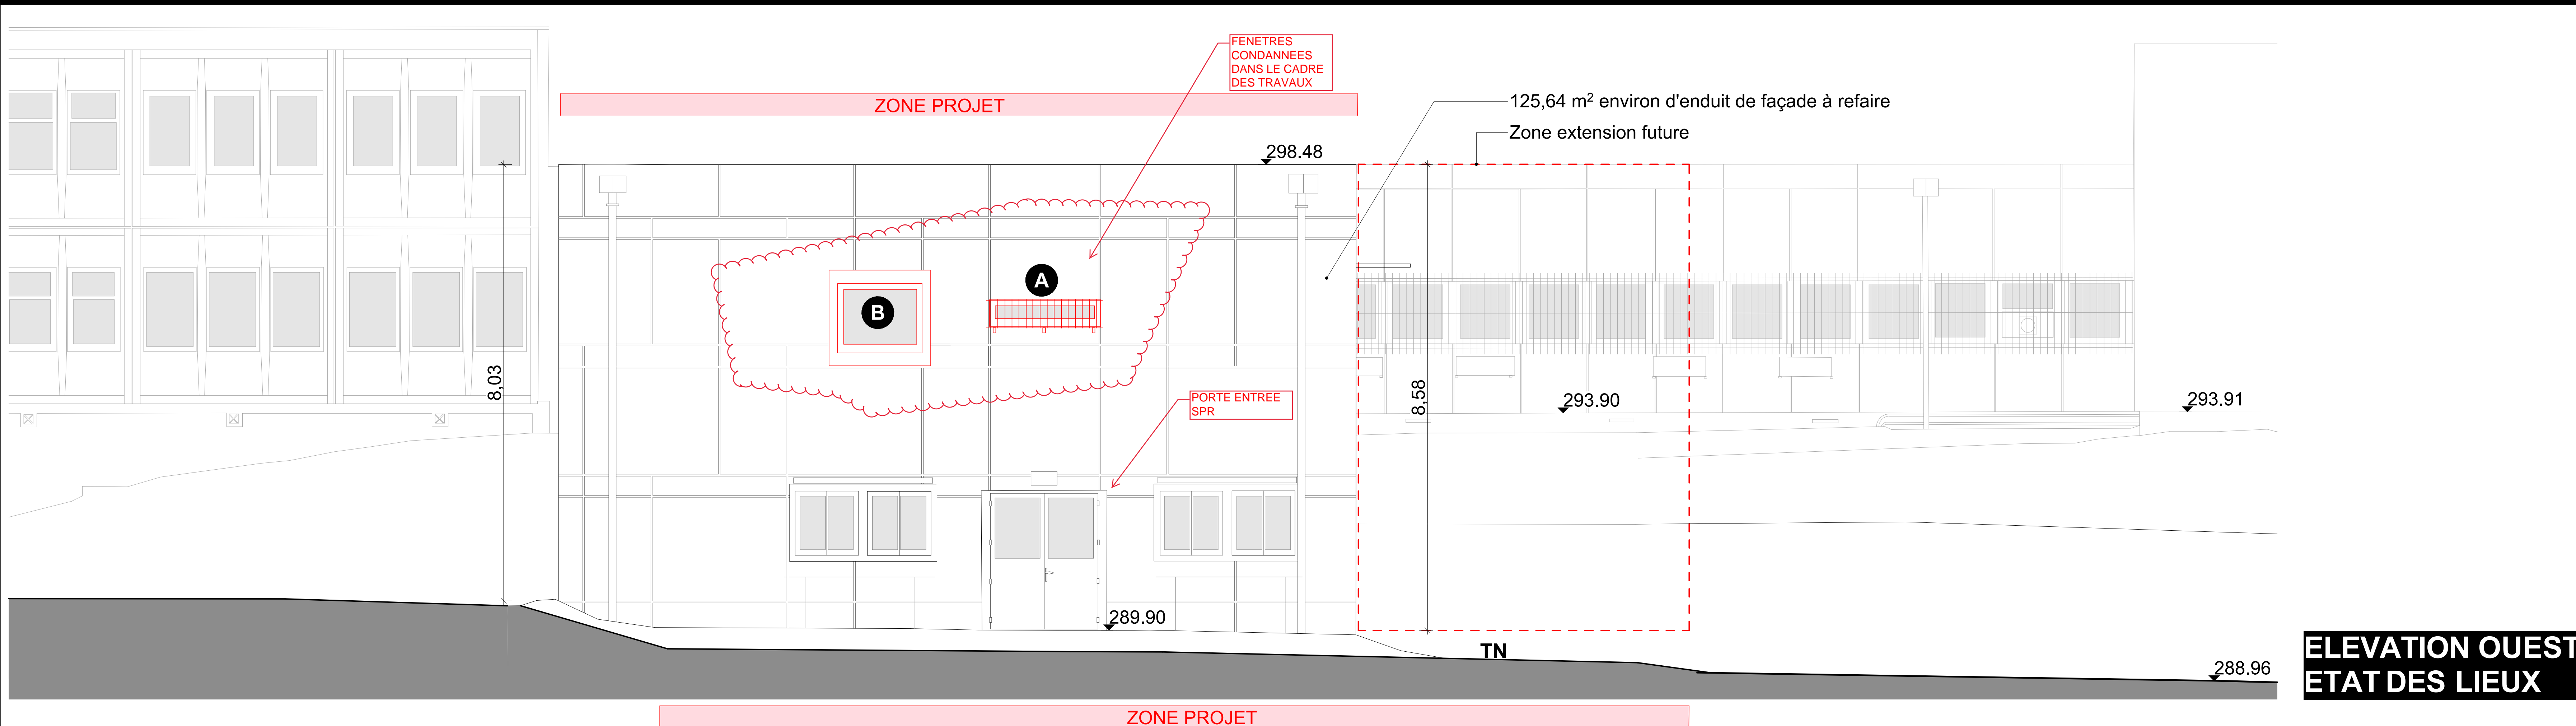 FENETRES
CONDANNEES
DANS LE CADRE
DES TRAVAUX
ZONE PROJET
125,64 m² environ d'enduit de façade à refaire
Zone extension future
298.48
A
B
8,03
8,58
PORTE ENTREE
SPR
293.90
293.91
289.90
TN
288.96
ELEVATION OUEST
ETAT DES LIEUX
ZONE PROJET